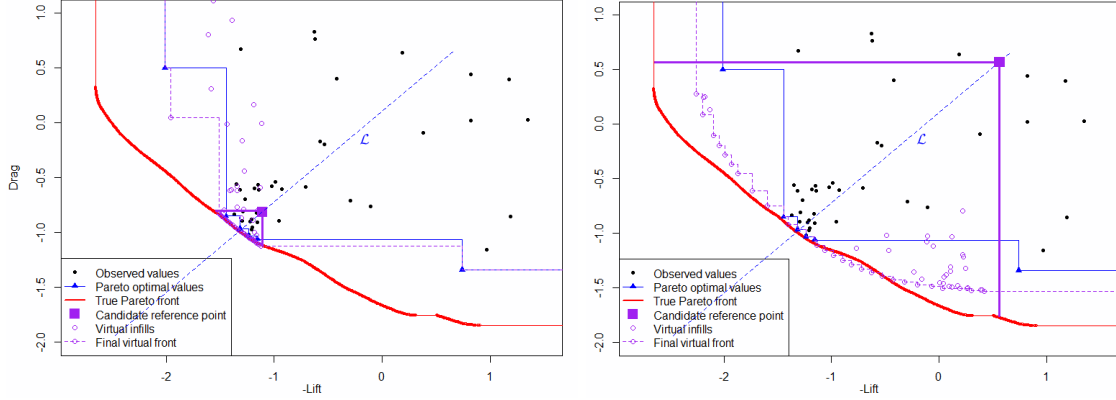 1.0
0.5
0.0
-0.5
-1.0
-1.5
-2.0
Drag
ℒ
Observed values
Pareto optimal values
True Pareto front
Candidate reference point
Virtual infills
Final virtual front
-2
-1
0
1
-Lift
1.0
0.5
0.0
-0.5
-1.0
-1.5
-2.0
ℒ
Observed values
Pareto optimal values
True Pareto front
Candidate reference point
Virtual infills
Final virtual front
-2
-1
0
1
-Lift